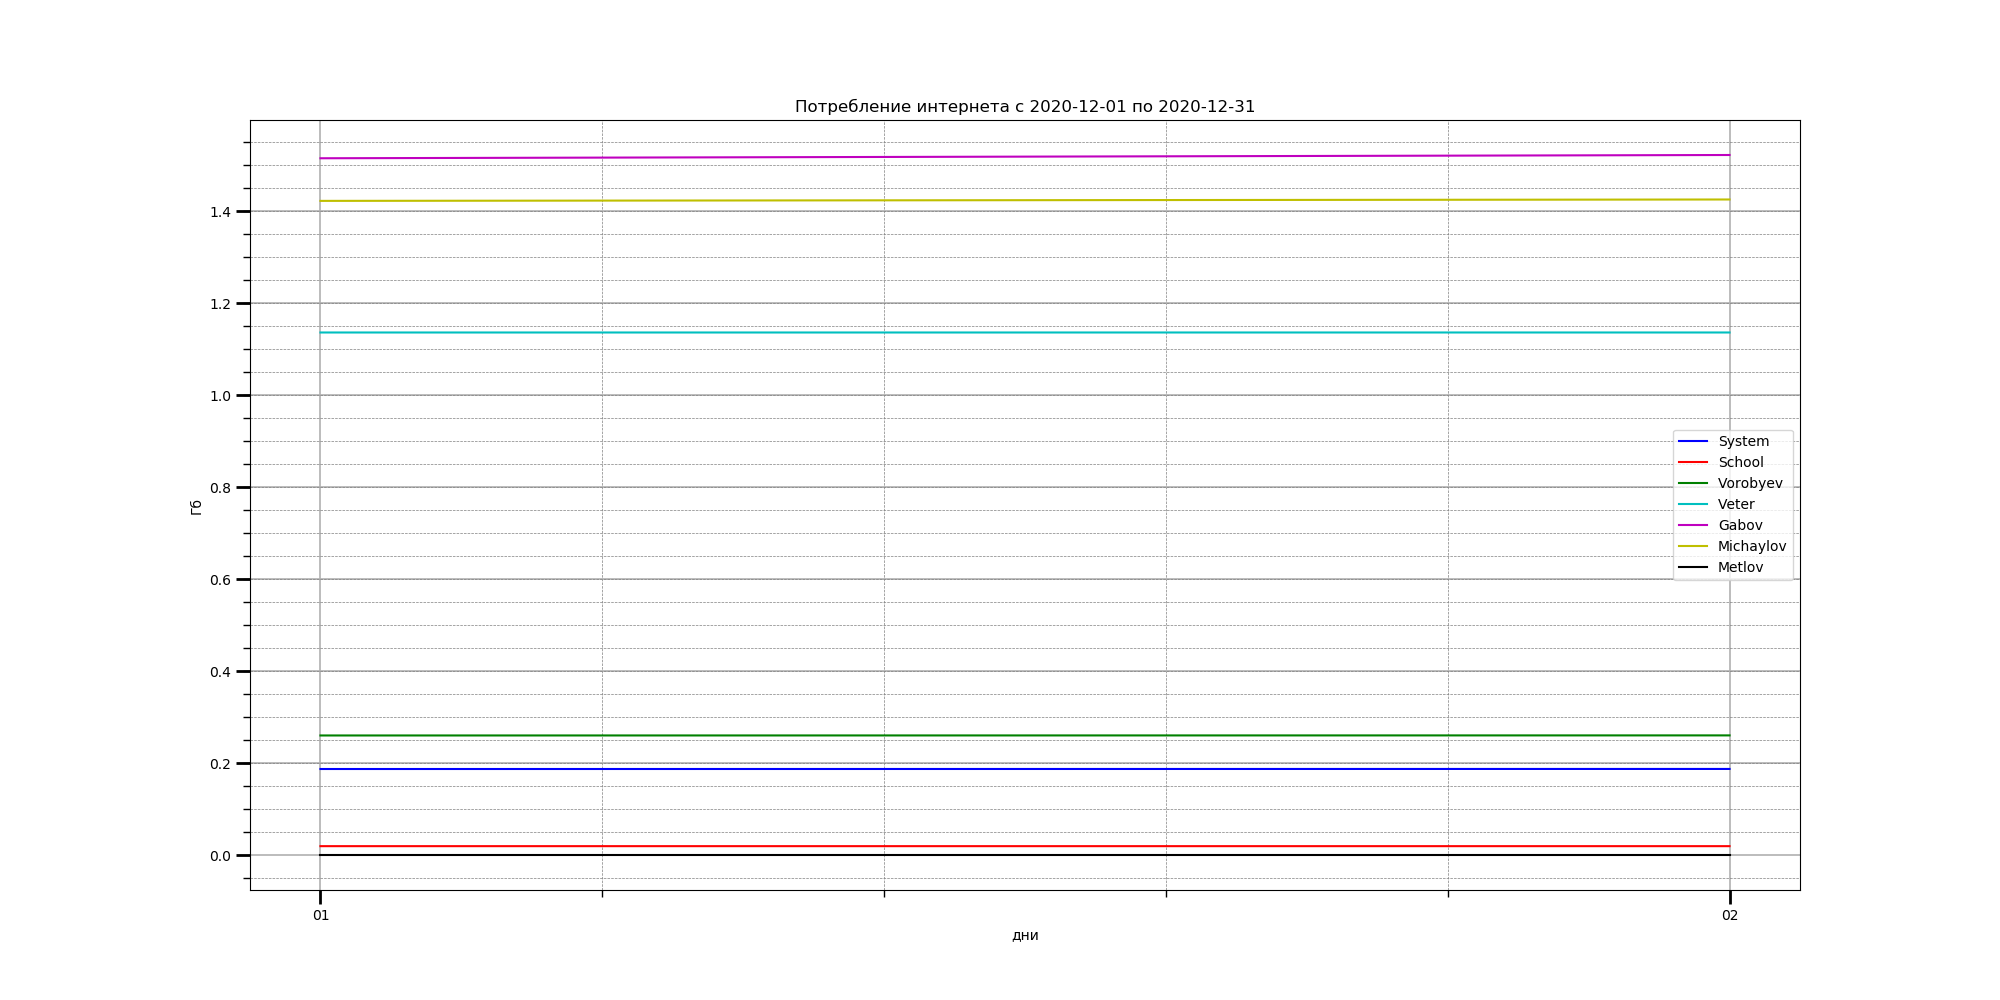 Потребление интернета с 2020-12-01 по 2020-12-31
1.4
1.2
1.0
0.8
0.6
0.4
0.2
0.0
Гб
System
School
Vorobyev
Veter
Gabov
Michaylov
Metlov
01
02
дни